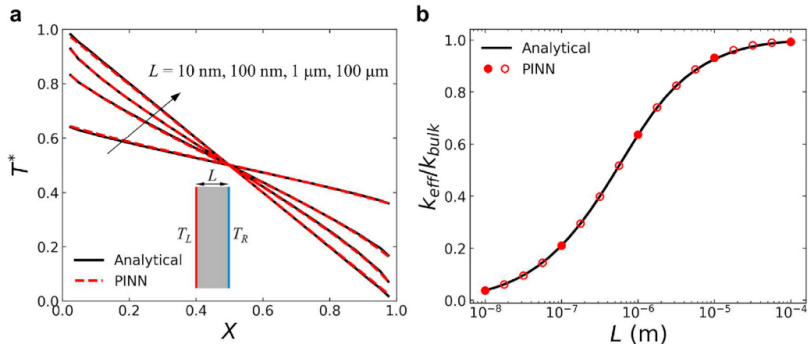 a
1.0
0.8
0.6
0.4
0.2
0.0
T*
L = 10 nm, 100 nm, 1 μm, 100 μm
L
T_L
T_R
Analytical
PINN
0.0 0.2 0.4 0.6 0.8 1.0
X
b
1.0
0.8
0.6
0.4
0.2
0.0
k_eff/k_bulk
Analytical
PINN
10⁻⁸ 10⁻⁷ 10⁻⁶ 10⁻⁵ 10⁻⁴
L (m)